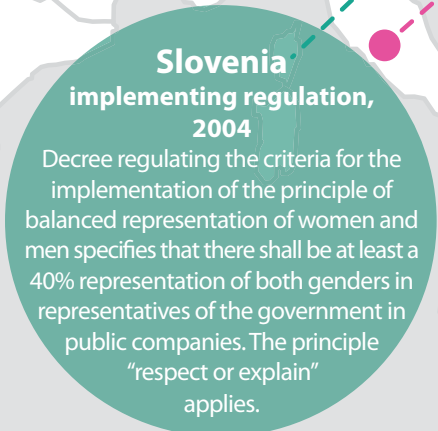 Slovenia
implementing regulation,
2004
Decree regulating the criteria for the
implementation of the principle of
balanced representation of women and
men specifies that there shall be at least a
40% representation of both genders in
representatives of the government in
public companies. The principle
“respect or explain”
applies.